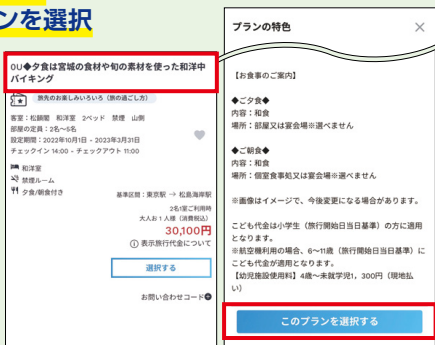 ンを選択
0U◆夕食は宮城の食材や旬の素材を使った和洋中
バイキング
旅先のお楽しみいろいろ（旅の過ごし方）
客室：松鶴閣 和洋室 2ベッド 禁煙 山側
部屋の定員：2名～5名
設定期間：2022年10月1日 - 2023年3月31日
チェックイン 14:00 - チェックアウト 11:00
和洋室
禁煙ルーム
夕食/朝食付き
基準区間：東京駅 → 松島海岸駅
2名1室ご利用時
大人お1人様（消費税込）
30,100円
表示旅行代金について
選択する
お問い合わせコード
プランの特色
【お食事のご案内】
◆ご夕食◆
内容：和食
場所：部屋又は宴会場※選べません
◆ご朝食◆
内容：和食
場所：個室食事処又は宴会場※選べません
※画像はイメージで、今後変更になる場合があります。
こども代金は小学生（旅行開始日当日基準）の方に適用
となります。
※航空機利用の場合、6～11歳（旅行開始日当日基準）に
こども代金が適用となります。
【幼児施設使用料】4歳～未就学児1，300円（現地払
い）
このプランを選択する